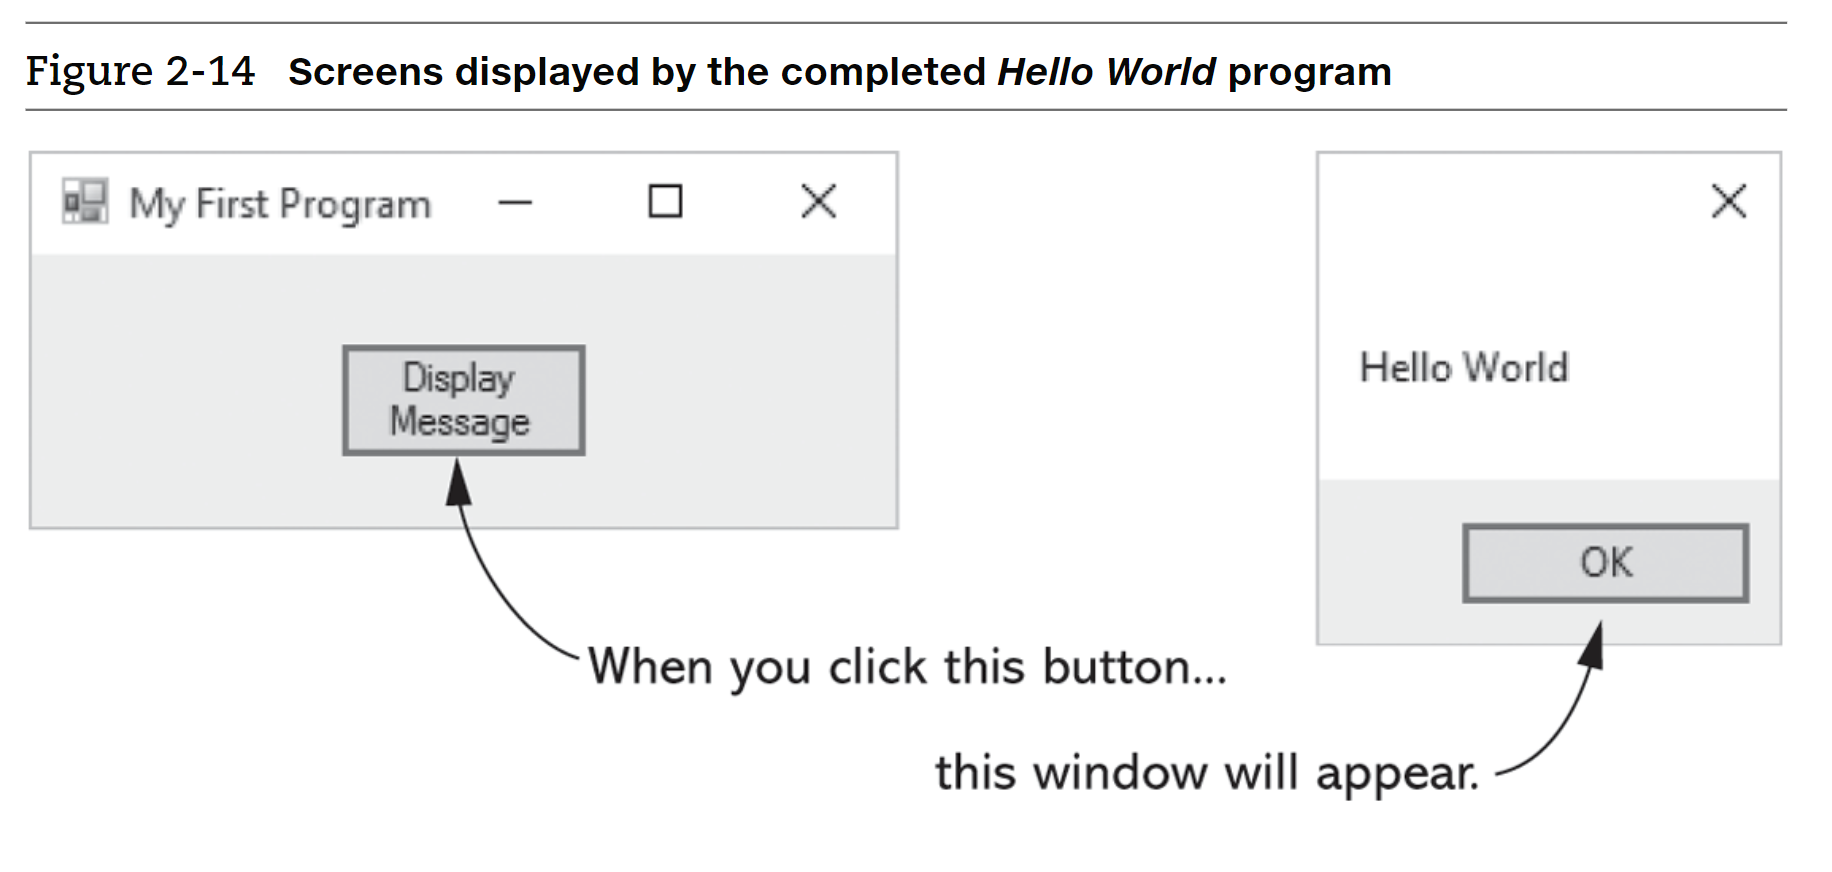 Figure 2-14 Screens displayed by the completed Hello World program
My First Program
Display
Message
Hello World
OK
When you click this button...
this window will appear.